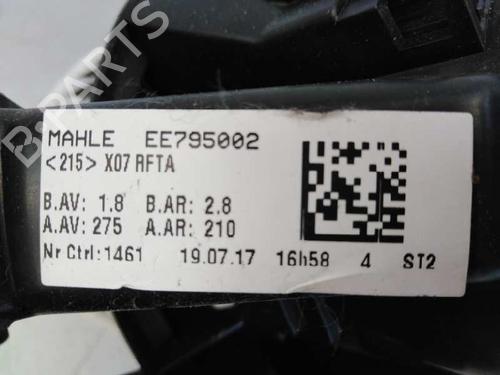 MAHLE EE795002
<215> X07 RFTA
B.AV: 1.8 B.AR: 2.8
A.AV: 275 A.AR: 210
Nr Ctrl:1461 19.07.17 16h58 4 ST2
B-PARTS